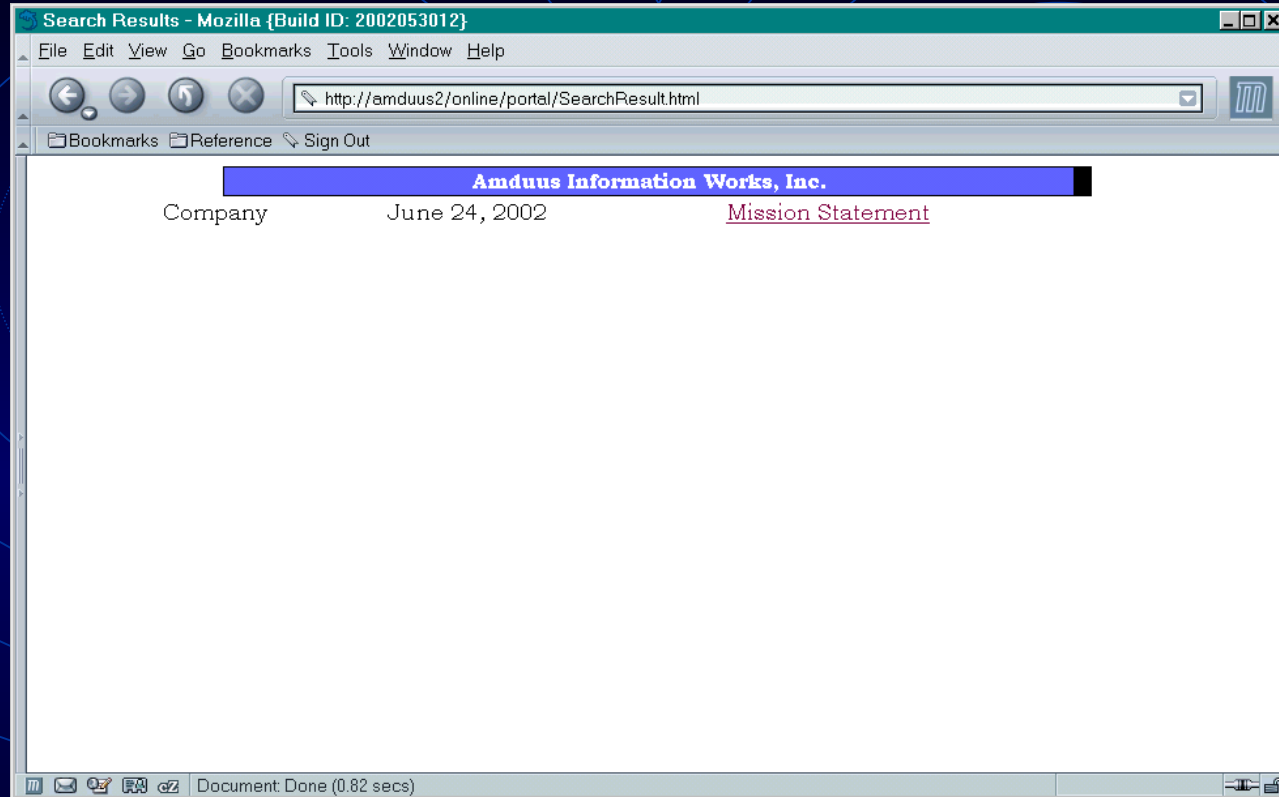 Search Results - Mozilla {Build ID: 2002053012}
File Edit View Go Bookmarks Tools Window Help
http://amduus2/online/portal/SearchResult.html
Bookmarks Reference Sign Out
Amduus Information Works, Inc.
Company June 24, 2002 Mission Statement
Document: Done (0.82 secs)